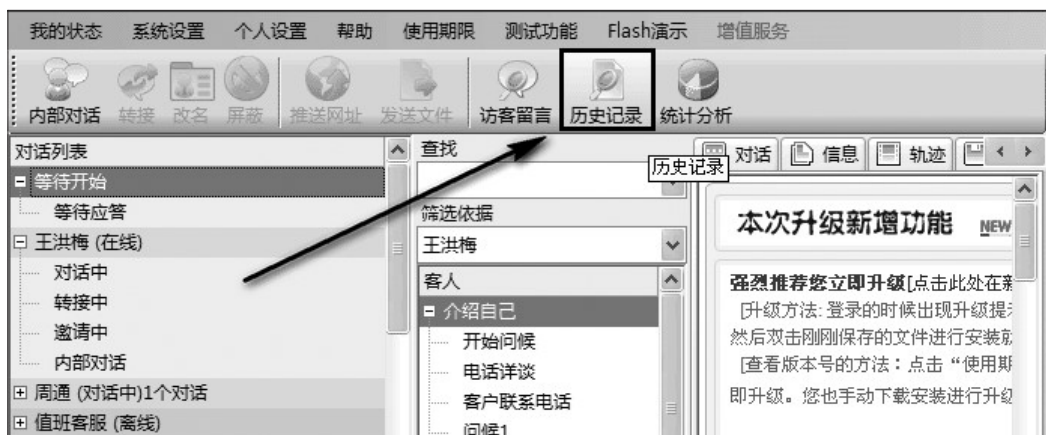 我的状态 系统设置 个人设置 帮助 使用期限 测试功能 Flash演示 增值服务
内部对话 转接 改名 屏蔽 推送网址 发送文件 访客留言 历史记录 统计分析
对话列表
等待开始
等待应答
王洪梅 (在线)
对话中
转接中
邀请中
内部对话
周通 (对话中)1个对话
值班客服 (离线)
查找
筛选依据
王洪梅
客人
介绍自己
开始问候
电话详谈
客户联系电话
问候1
对话 信息 轨迹
历史记录
本次升级新增功能 NEW
强烈推荐您立即升级[点击此处在新
[升级方法: 登录的时候出现升级提示
然后双击刚刚保存的文件进行安装就
[查看版本号的方法：点击“使用期
即升级。您也手动下载安装进行升级